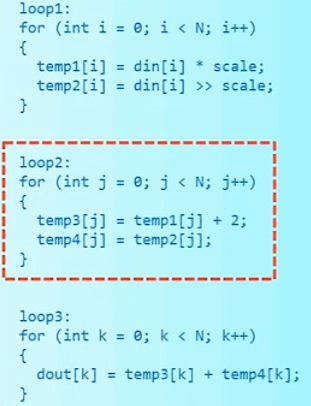 loop1:
for (int i = 0; i < N; i++)
{
  temp1[i] = din[i] * scale;
  temp2[i] = din[i] >> scale;
}
loop2:
for (int j = 0; j < N; j++)
{
  temp3[j] = temp1[j] + 2;
  temp4[j] = temp2[j];
}
loop3:
for (int k = 0; k < N; k++)
{
  dout[k] = temp3[k] + temp4[k];
}